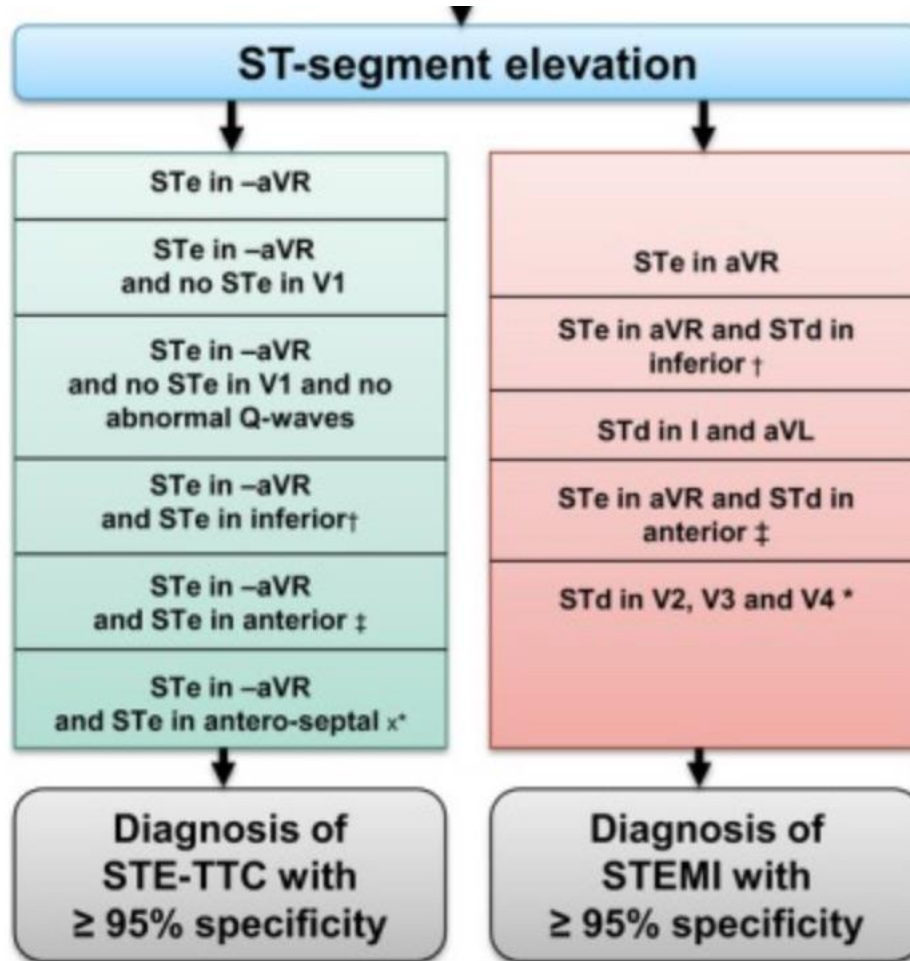 ST-segment elevation
STe in –aVR
STe in –aVR
and no STe in V1
STe in –aVR
and no STe in V1 and no
abnormal Q-waves
STe in –aVR
and STe in inferior†
STe in –aVR
and STe in anterior ‡
STe in –aVR
and STe in antero-septal x*
Diagnosis of
STE-TTC with
≥ 95% specificity
STe in aVR
STe in aVR and STd in
inferior †
STd in I and aVL
STe in aVR and STd in
anterior ‡
STd in V2, V3 and V4 *
Diagnosis of
STEMI with
≥ 95% specificity